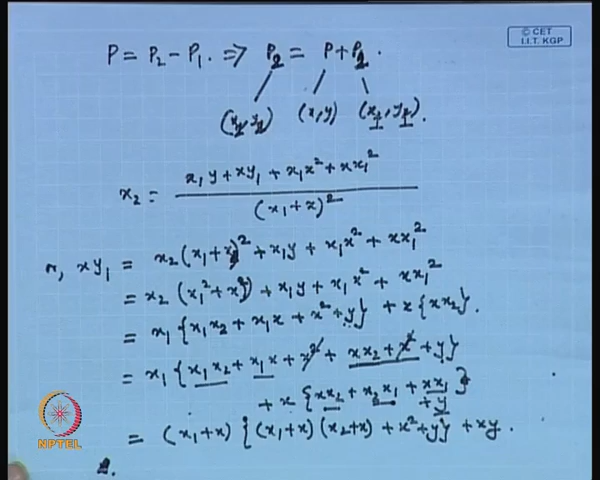 © CET
I.I.T. KGP
P = P₂ - P₁. ⇒ P₂ = P + P₁.
(x₂, y₂) (x, y) (x₁, y₁).
x₂ = x₁y + xy₁ + x₁x² + xx₁² / (x₁+x)²
or, xy₁ = x₂(x₁+x)² + x₁y + x₁x² + xx₁²
= x₂(x₁²+x²) + x₁y + x₁x² + xx₁²
= x₁{x₁x₂ + x₁x + x² + y} + x{xx₂}.
= x₁{x₁x₂ + x₁x + x² + xx₂ + x² + y}
+ x{xx₂ + x₂x₁ + xx₁ + y}
= (x₁+x){(x₁+x)(x₂+x) + x² + y} + xy.
NPTEL